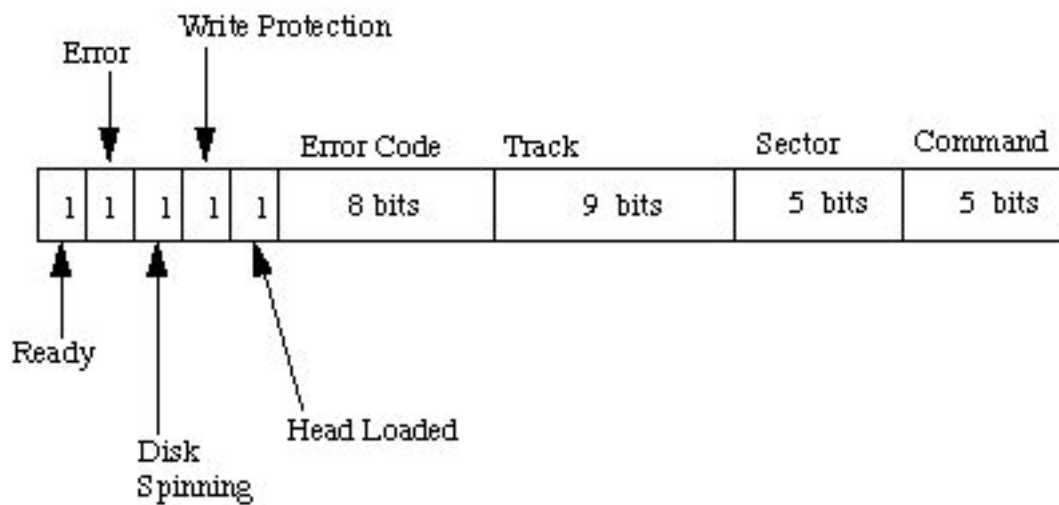 Write Protection
Error
Error Code Track Sector Command
1 1 1 1 1 8 bits 9 bits 5 bits 5 bits
Ready
Head Loaded
Disk
Spinning